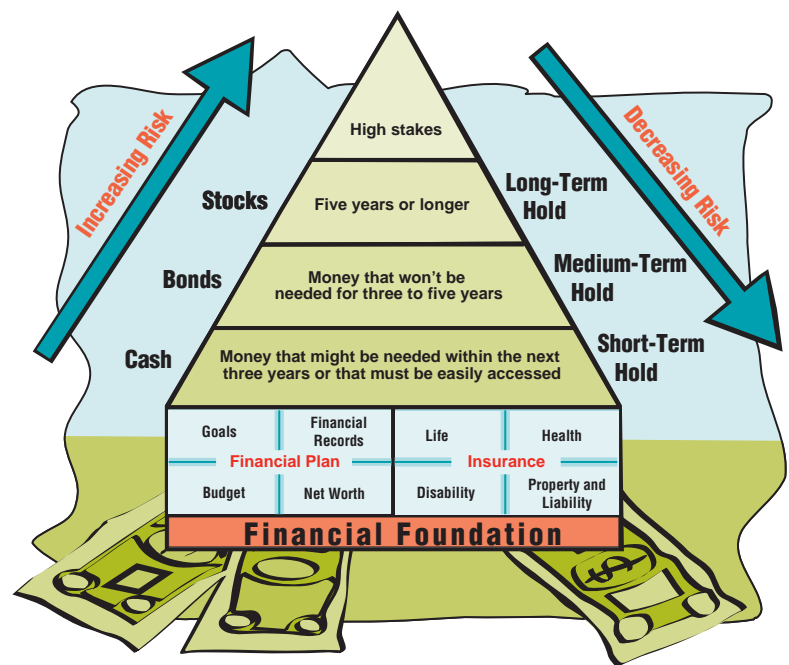 High stakes
Increasing Risk
Decreasing Risk
Stocks
Five years or longer
Long-Term
Hold
Bonds
Money that won't be
needed for three to five years
Medium-Term
Hold
Cash
Money that might be needed within the next
three years or that must be easily accessed
Short-Term
Hold
Goals
Financial
Records
Life
Health
Financial Plan
Insurance
Budget
Net Worth
Disability
Property and
Liability
Financial Foundation
$